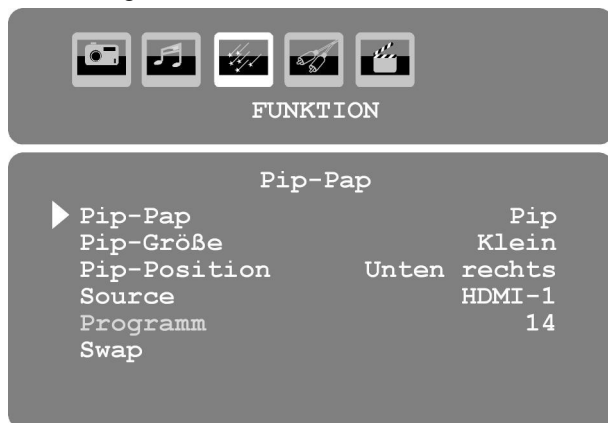 FUNKTION
Pip-Pap
Pip-Pap Pip
Pip-Größe Klein
Pip-Position Unten rechts
Source HDMI-1
Programm 14
Swap